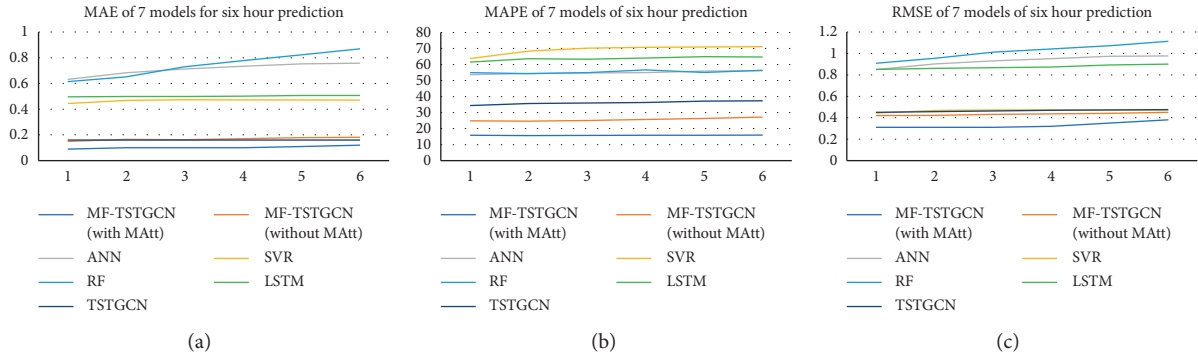 MAE of 7 models for six hour prediction
1
0.8
0.6
0.4
0.2
0
1 2 3 4 5 6
MF-TSTGCN (with MAtt)
MF-TSTGCN (without MAtt)
ANN
SVR
RF
LSTM
TSTGCN
(a)
MAPE of 7 models of six hour prediction
80
70
60
50
40
30
20
10
0
1 2 3 4 5 6
MF-TSTGCN (with MAtt)
MF-TSTGCN (without MAtt)
ANN
SVR
RF
LSTM
TSTGCN
(b)
RMSE of 7 models of six hour prediction
1.2
1
0.8
0.6
0.4
0.2
0
1 2 3 4 5 6
MF-TSTGCN (with MAtt)
MF-TSTGCN (without MAtt)
ANN
SVR
RF
LSTM
TSTGCN
(c)